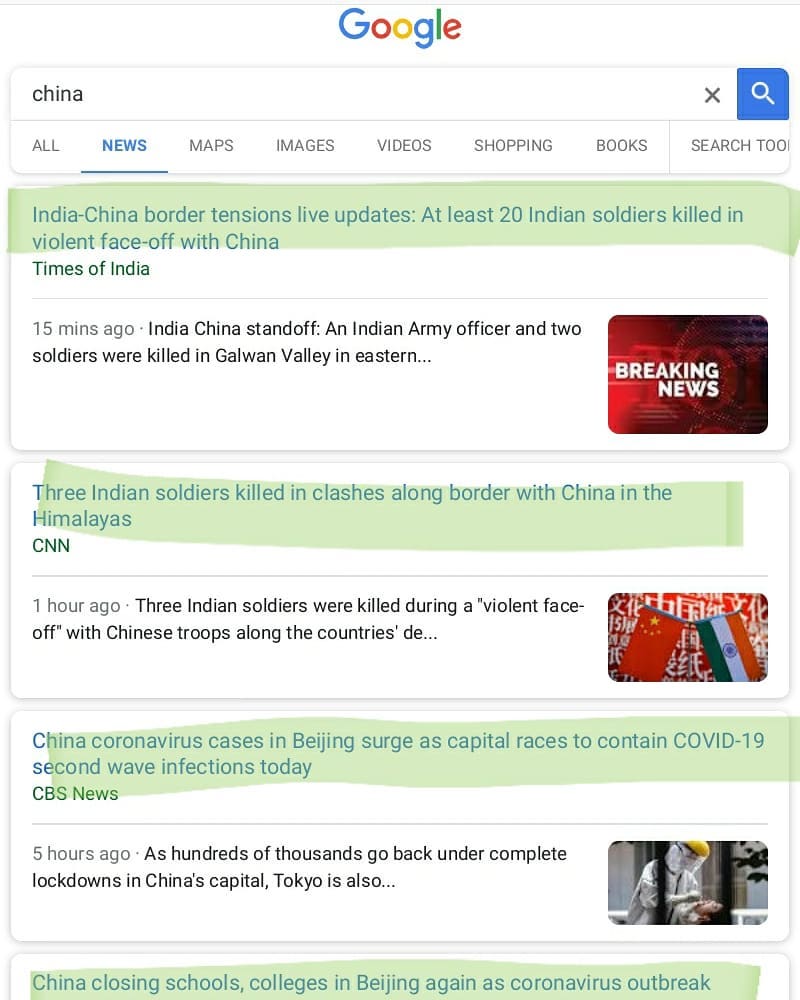 Google
china
ALL NEWS MAPS IMAGES VIDEOS SHOPPING BOOKS SEARCH TOO
India-China border tensions live updates: At least 20 Indian soldiers killed in
violent face-off with China
Times of India
15 mins ago · India China standoff: An Indian Army officer and two
soldiers were killed in Galwan Valley in eastern...
BREAKING
NEWS
Three Indian soldiers killed in clashes along border with China in the
Himalayas
CNN
1 hour ago · Three Indian soldiers were killed during a "violent face-
off" with Chinese troops along the countries' de...
China coronavirus cases in Beijing surge as capital races to contain COVID-19
second wave infections today
CBS News
5 hours ago · As hundreds of thousands go back under complete
lockdowns in China's capital, Tokyo is also...
China closing schools, colleges in Beijing again as coronavirus outbreak